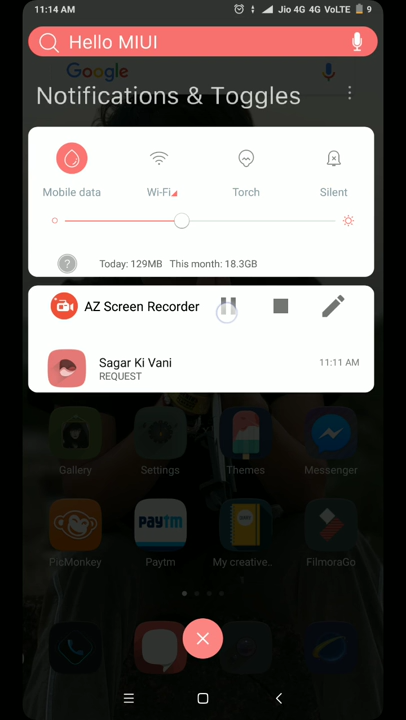 11:14 AM
Jio 4G 4G VoLTE 9
Hello MIUI
Google
Notifications & Toggles
Mobile data Wi-Fi Torch Silent
?
Today: 129MB This month: 18.3GB
AZ Screen Recorder
Sagar Ki Vani 11:11 AM
REQUEST
Gallery Settings Themes Messenger
Paytm
PicMonkey Paytm My creative.. FilmoraGo